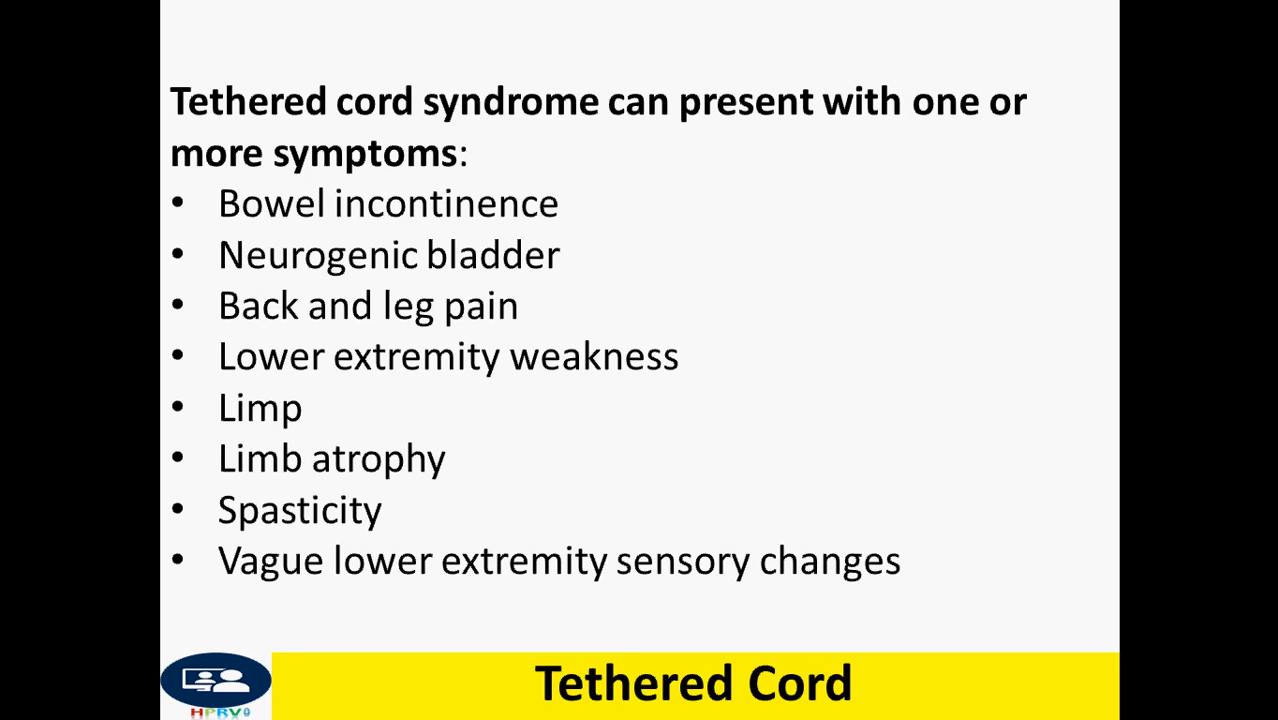 Tethered cord syndrome can present with one or
more symptoms:
• Bowel incontinence
• Neurogenic bladder
• Back and leg pain
• Lower extremity weakness
• Limp
• Limb atrophy
• Spasticity
• Vague lower extremity sensory changes
HPRV
Tethered Cord